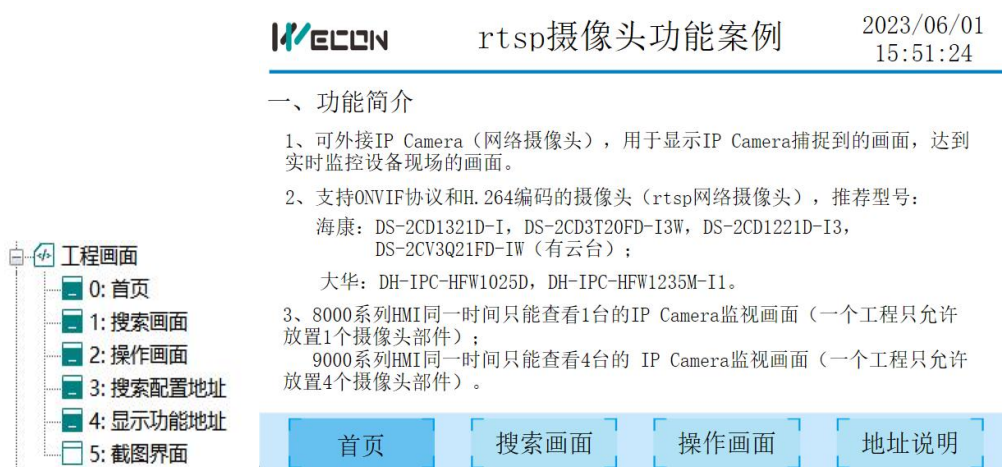 工程画面
0: 首页
1: 搜索画面
2: 操作画面
3: 搜索配置地址
4: 显示功能地址
5: 截图界面
WECON
rtsp摄像头功能案例
2023/06/01
15:51:24
一、功能简介
1、可外接IP Camera（网络摄像头），用于显示IP Camera捕捉到的画面，达到
实时监控设备现场的画面。
2、支持ONVIF协议和H.264编码的摄像头（rtsp网络摄像头），推荐型号：
海康：DS-2CD1321D-I，DS-2CD3T20FD-I3W，DS-2CD1221D-I3，
DS-2CV3Q21FD-IW（有云台）；
大华：DH-IPC-HFW1025D，DH-IPC-HFW1235M-I1。
3、8000系列HMI同一时间只能查看1台的IP Camera监视画面（一个工程只允许
放置1个摄像头部件）；
9000系列HMI同一时间只能查看4台的 IP Camera监视画面（一个工程只允许
放置4个摄像头部件）。
首页
搜索画面
操作画面
地址说明